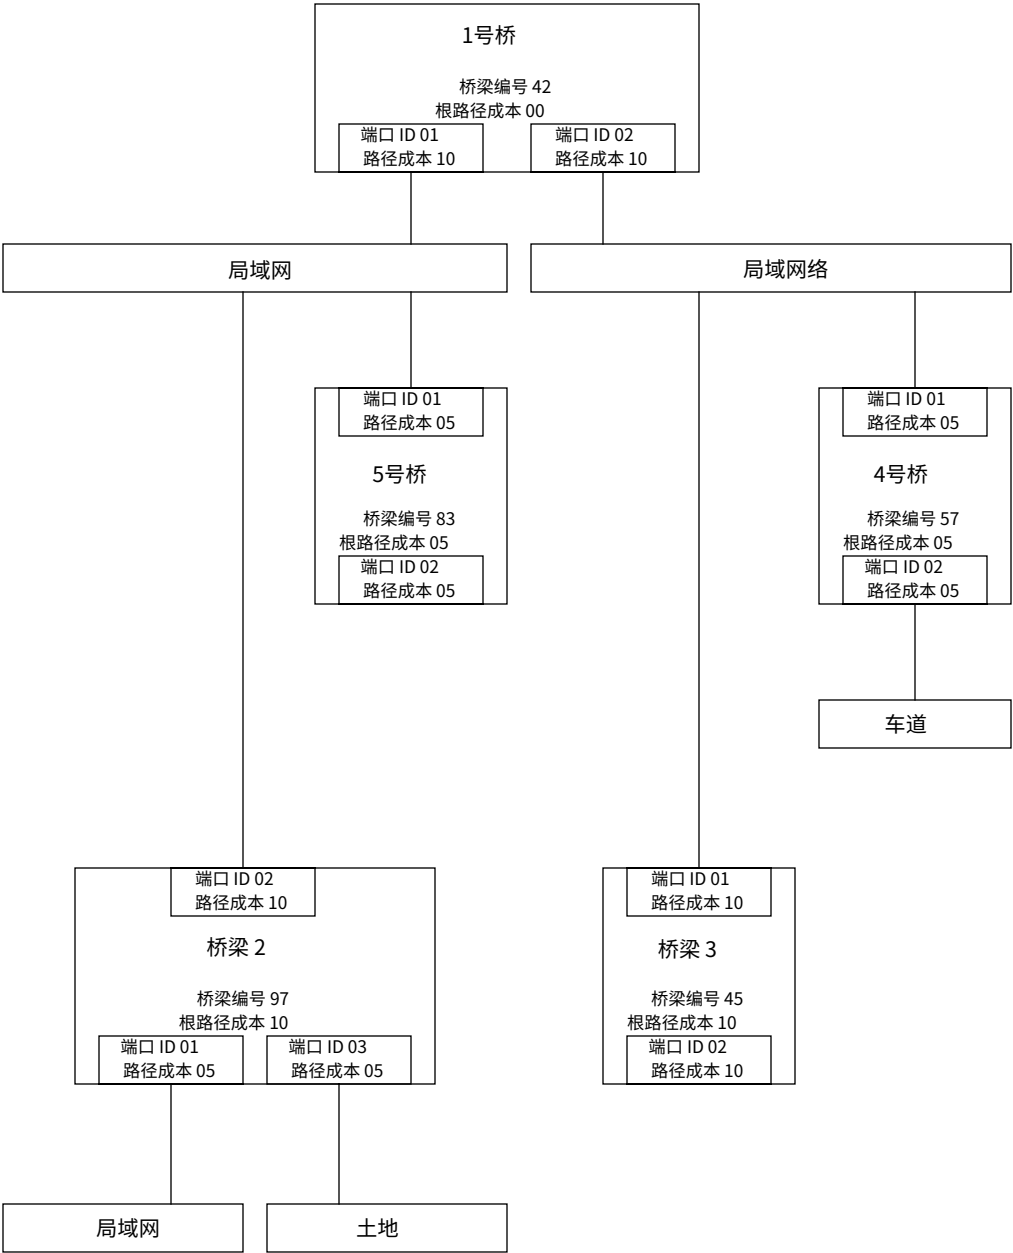 1号桥
桥梁编号 42
根路径成本 00
端口 ID 01
路径成本 10
端口 ID 02
路径成本 10
局域网
局域网络
端口 ID 01
路径成本 05
5号桥
桥梁编号 83
根路径成本 05
端口 ID 02
路径成本 05
端口 ID 01
路径成本 05
4号桥
桥梁编号 57
根路径成本 05
端口 ID 02
路径成本 05
车道
端口 ID 02
路径成本 10
桥梁 2
桥梁编号 97
根路径成本 10
端口 ID 01
路径成本 05
端口 ID 03
路径成本 05
端口 ID 01
路径成本 10
桥梁 3
桥梁编号 45
根路径成本 10
端口 ID 02
路径成本 10
局域网
土地